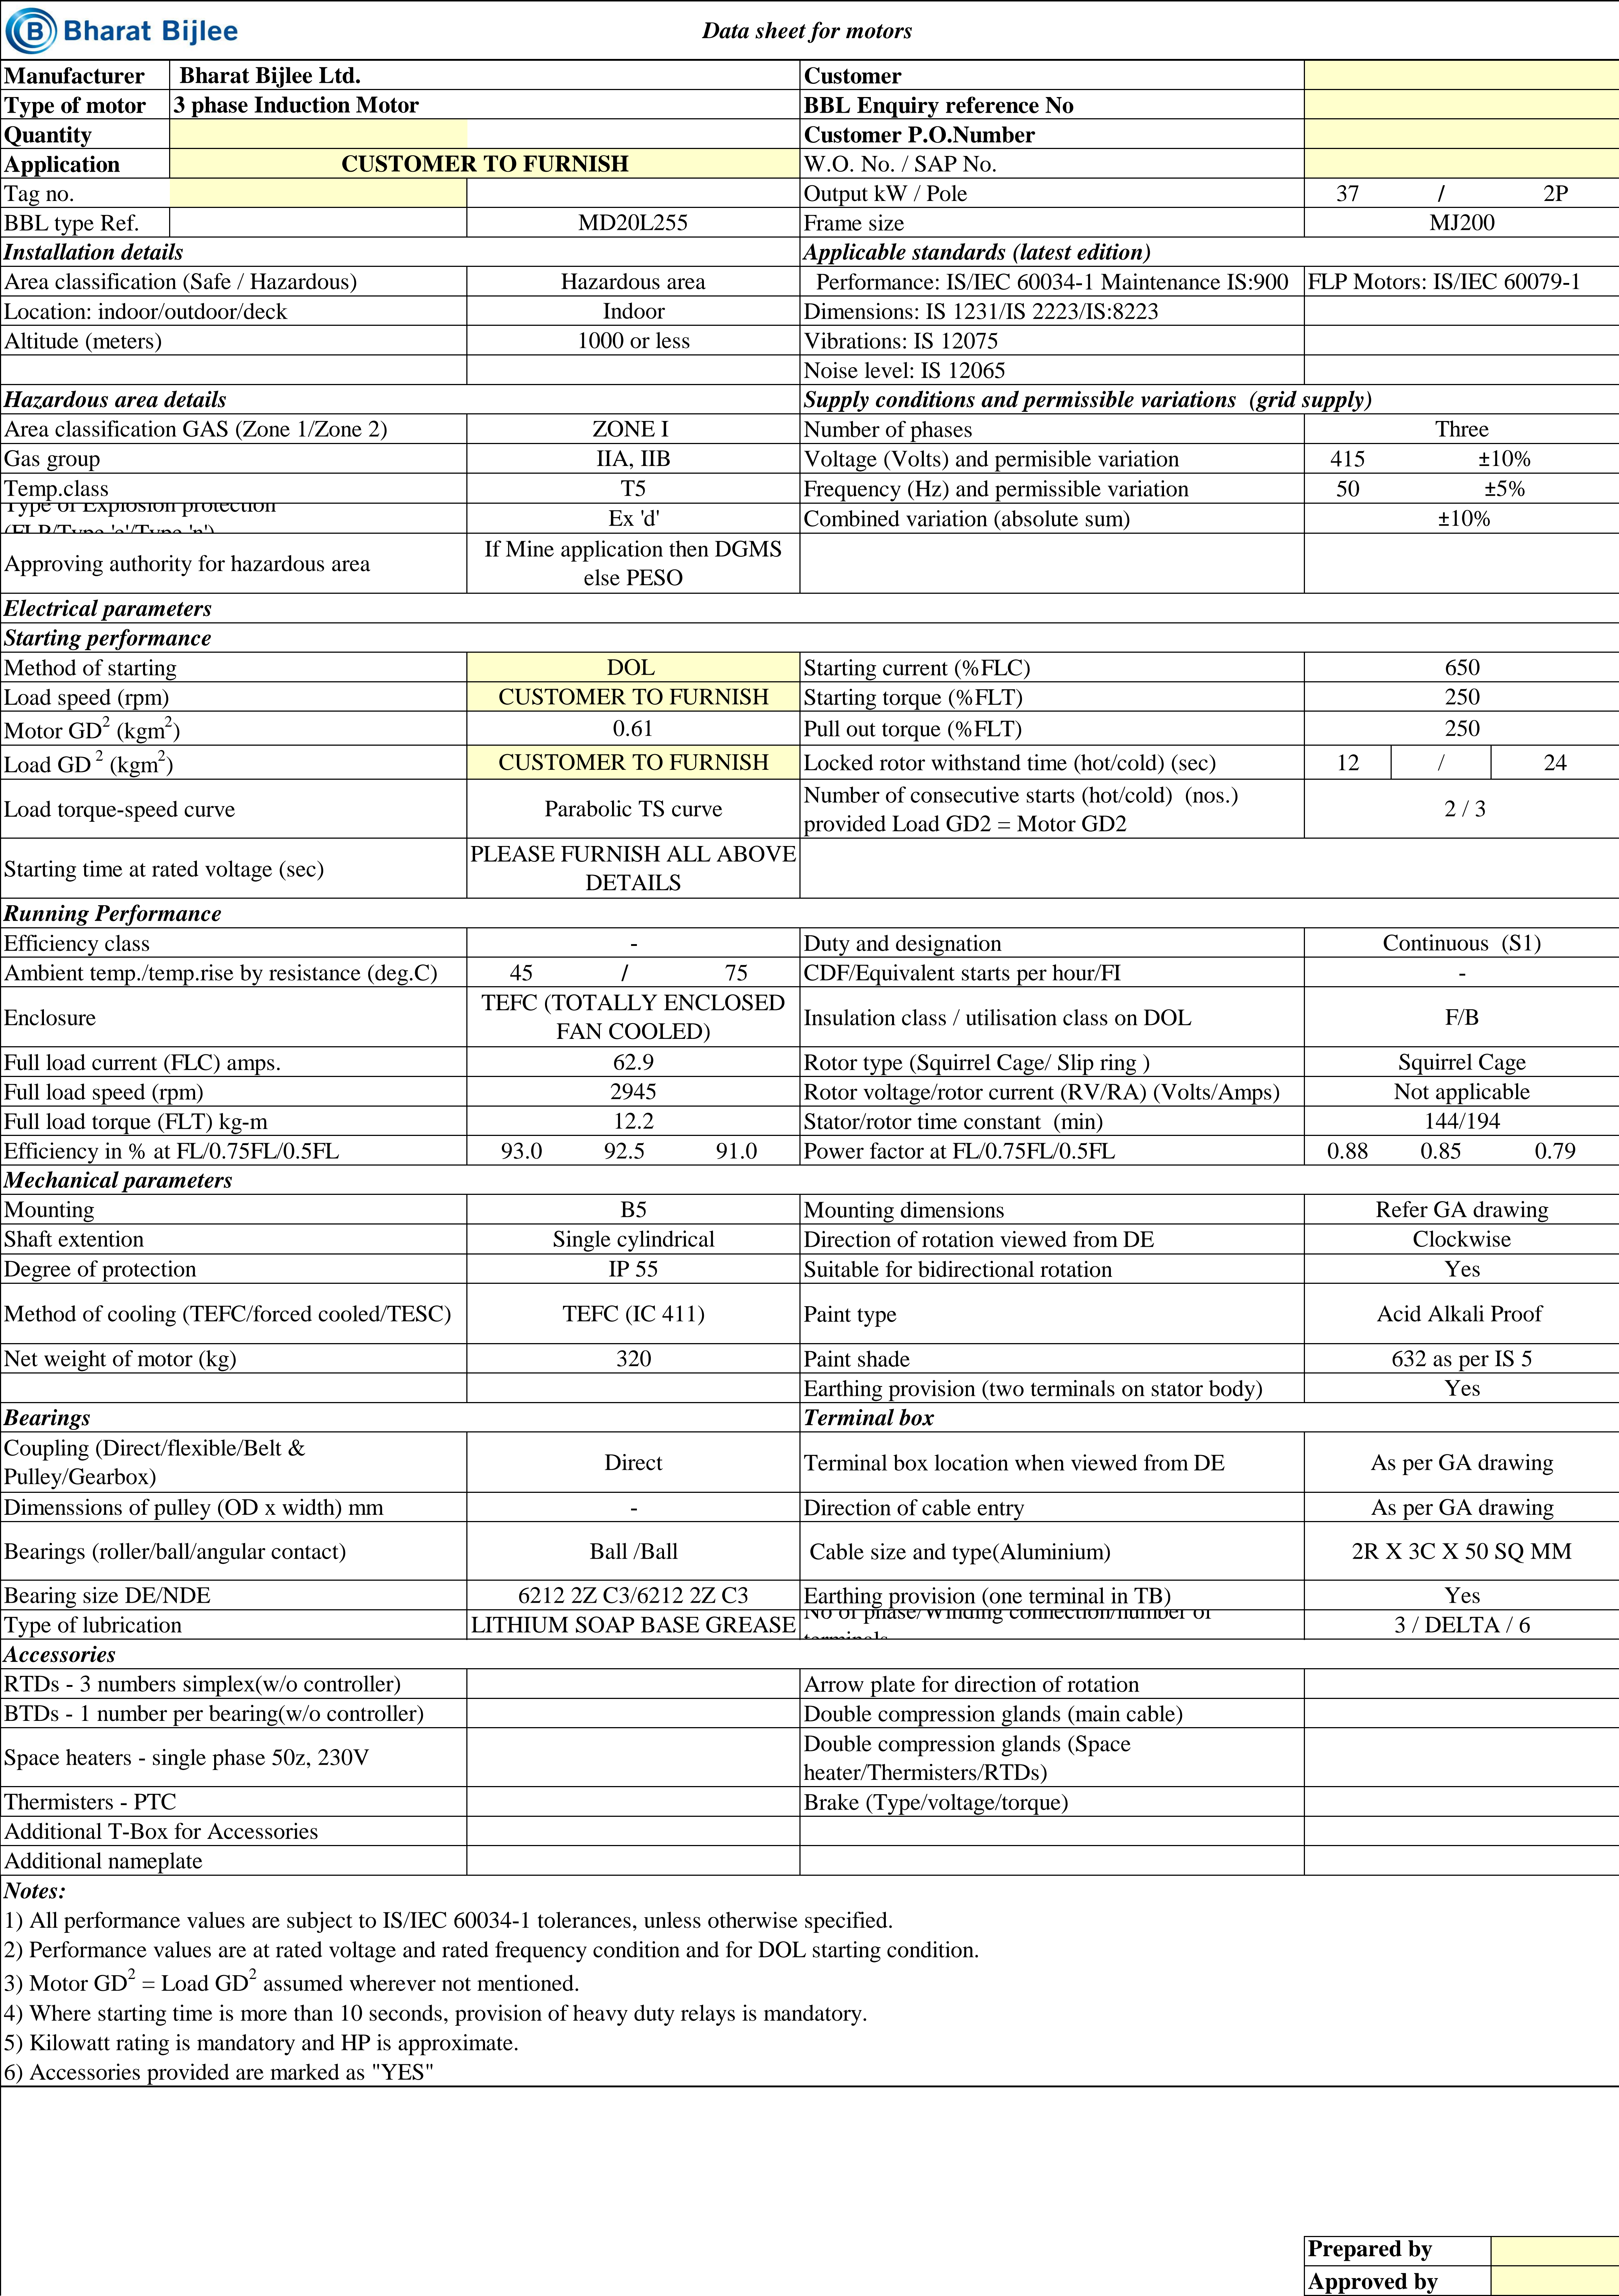 Bharat Bijlee
Data sheet for motors
Manufacturer Bharat Bijlee Ltd. Customer
Type of motor 3 phase Induction Motor BBL Enquiry reference No
Quantity Customer P.O.Number
Application CUSTOMER TO FURNISH W.O. No. / SAP No.
Tag no. Output kW / Pole 37 / 2P
BBL type Ref. MD20L255 Frame size MJ200
Installation details Applicable standards (latest edition)
Area classification (Safe / Hazardous) Hazardous area Performance: IS/IEC 60034-1 Maintenance IS:900 FLP Motors: IS/IEC 60079-1
Location: indoor/outdoor/deck Indoor Dimensions: IS 1231/IS 2223/IS:8223
Altitude (meters) 1000 or less Vibrations: IS 12075
Noise level: IS 12065
Hazardous area details Supply conditions and permissible variations (grid supply)
Area classification GAS (Zone 1/Zone 2) ZONE I Number of phases Three
Gas group IIA, IIB Voltage (Volts) and permisible variation 415 ±10%
Temp.class T5 Frequency (Hz) and permissible variation 50 ±5%
Type of Explosion protection
(FLP/Type 'e'/Type 'n') Ex 'd' Combined variation (absolute sum) ±10%
Approving authority for hazardous area If Mine application then DGMS
else PESO
Electrical parameters
Starting performance
Method of starting DOL Starting current (%FLC) 650
Load speed (rpm) CUSTOMER TO FURNISH Starting torque (%FLT) 250
Motor GD2 (kgm2) 0.61 Pull out torque (%FLT) 250
Load GD 2 (kgm2) CUSTOMER TO FURNISH Locked rotor withstand time (hot/cold) (sec) 12 / 24
Load torque-speed curve Parabolic TS curve Number of consecutive starts (hot/cold) (nos.)
provided Load GD2 = Motor GD2 2 / 3
Starting time at rated voltage (sec) PLEASE FURNISH ALL ABOVE
DETAILS
Running Performance
Efficiency class - Duty and designation Continuous (S1)
Ambient temp./temp.rise by resistance (deg.C) 45 / 75 CDF/Equivalent starts per hour/FI -
Enclosure TEFC (TOTALLY ENCLOSED
FAN COOLED) Insulation class / utilisation class on DOL F/B
Full load current (FLC) amps. 62.9 Rotor type (Squirrel Cage/ Slip ring ) Squirrel Cage
Full load speed (rpm) 2945 Rotor voltage/rotor current (RV/RA) (Volts/Amps) Not applicable
Full load torque (FLT) kg-m 12.2 Stator/rotor time constant (min) 144/194
Efficiency in % at FL/0.75FL/0.5FL 93.0 92.5 91.0 Power factor at FL/0.75FL/0.5FL 0.88 0.85 0.79
Mechanical parameters
Mounting B5 Mounting dimensions Refer GA drawing
Shaft extention Single cylindrical Direction of rotation viewed from DE Clockwise
Degree of protection IP 55 Suitable for bidirectional rotation Yes
Method of cooling (TEFC/forced cooled/TESC) TEFC (IC 411) Paint type Acid Alkali Proof
Net weight of motor (kg) 320 Paint shade 632 as per IS 5
Earthing provision (two terminals on stator body) Yes
Bearings Terminal box
Coupling (Direct/flexible/Belt &
Pulley/Gearbox) Direct Terminal box location when viewed from DE As per GA drawing
Dimenssions of pulley (OD x width) mm - Direction of cable entry As per GA drawing
Bearings (roller/ball/angular contact) Ball /Ball Cable size and type(Aluminium) 2R X 3C X 50 SQ MM
Bearing size DE/NDE 6212 2Z C3/6212 2Z C3 Earthing provision (one terminal in TB) Yes
Type of lubrication LITHIUM SOAP BASE GREASE No of phase/Winding connection/number of
terminals 3 / DELTA / 6
Accessories
RTDs - 3 numbers simplex(w/o controller) Arrow plate for direction of rotation
BTDs - 1 number per bearing(w/o controller) Double compression glands (main cable)
Space heaters - single phase 50z, 230V Double compression glands (Space
heater/Thermisters/RTDs)
Thermisters - PTC Brake (Type/voltage/torque)
Additional T-Box for Accessories
Additional nameplate
Notes:
1) All performance values are subject to IS/IEC 60034-1 tolerances, unless otherwise specified.
2) Performance values are at rated voltage and rated frequency condition and for DOL starting condition.
3) Motor GD2 = Load GD2 assumed wherever not mentioned.
4) Where starting time is more than 10 seconds, provision of heavy duty relays is mandatory.
5) Kilowatt rating is mandatory and HP is approximate.
6) Accessories provided are marked as "YES"
Prepared by
Approved by